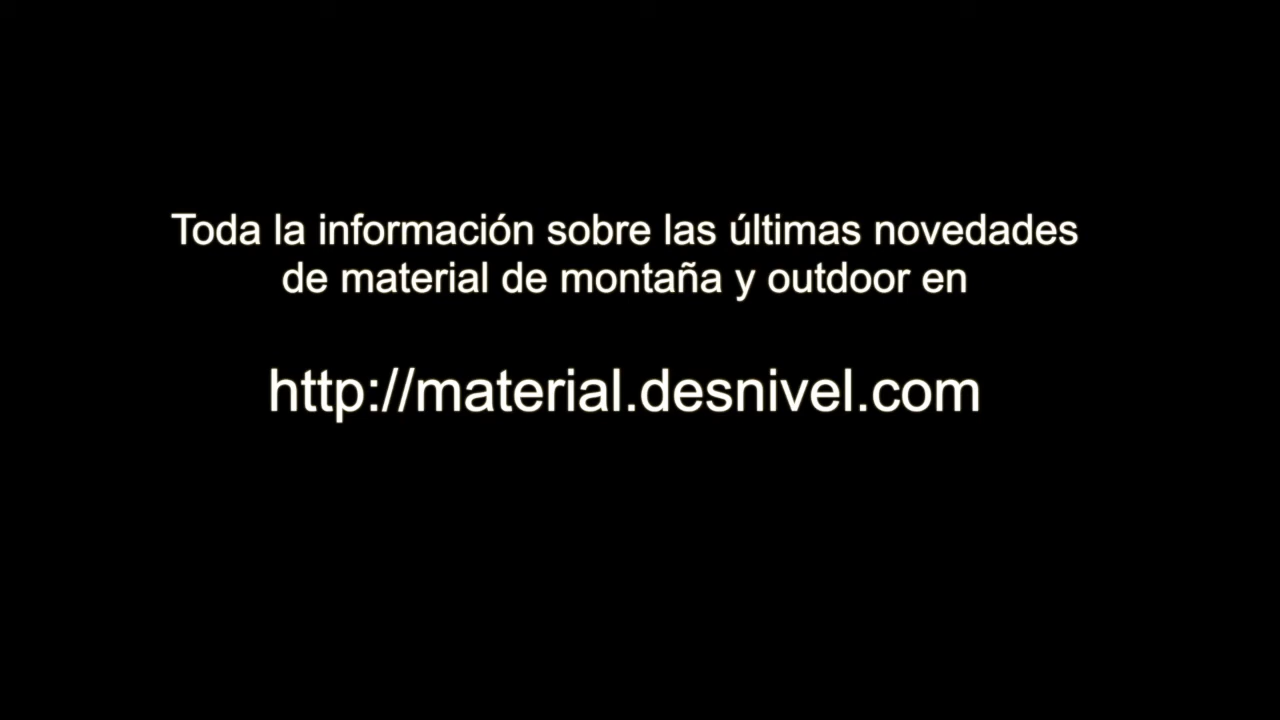 Toda la información sobre las últimas novedades
de material de montaña y outdoor en
http://material.desnivel.com